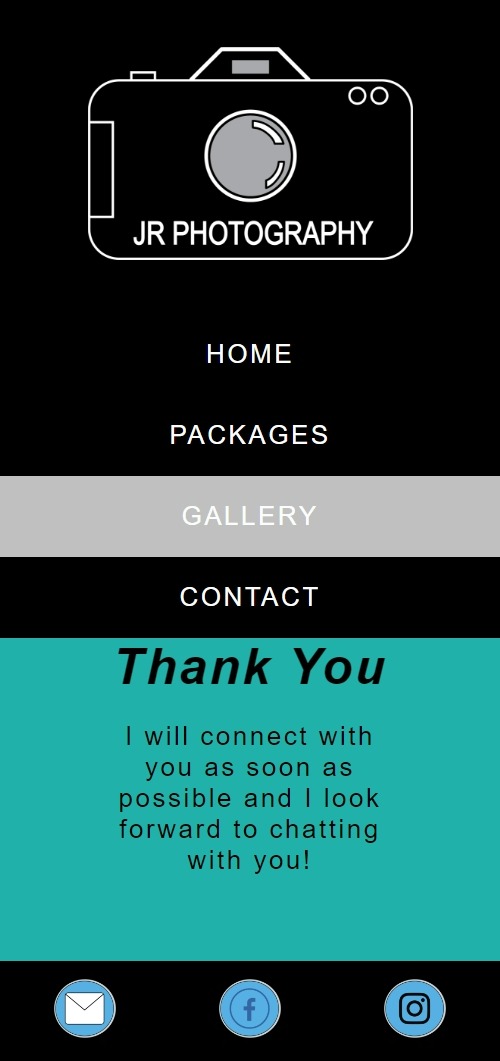 JR PHOTOGRAPHY
HOME
PACKAGES
GALLERY
CONTACT
Thank You
I will connect with
you as soon as
possible and I look
forward to chatting
with you!